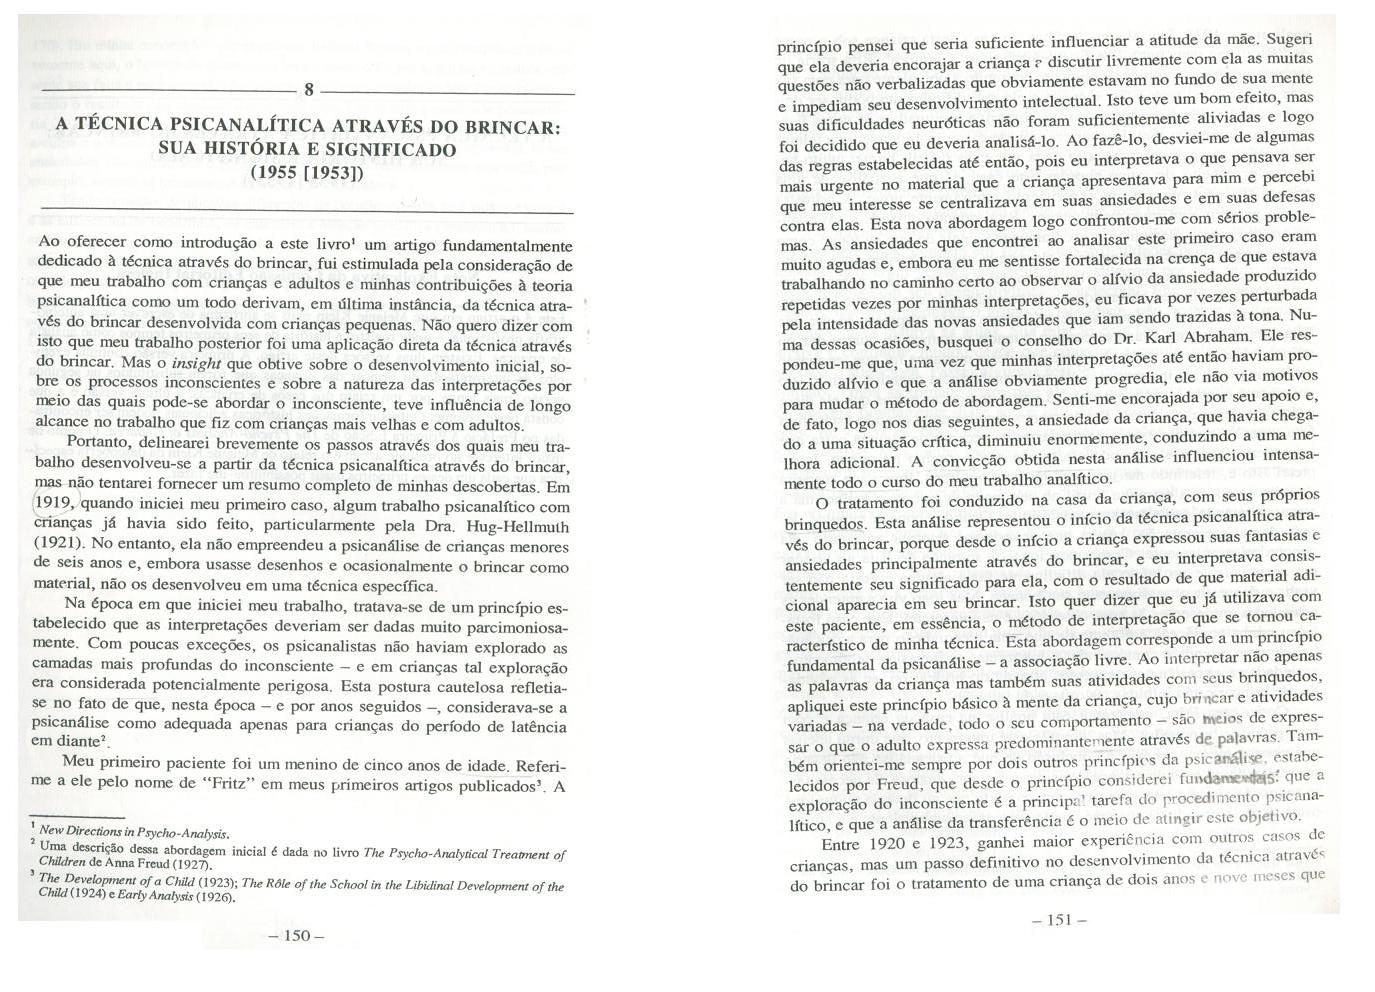 8
A TÉCNICA PSICANALÍTICA ATRAVÉS DO BRINCAR:
SUA HISTÓRIA E SIGNIFICADO
(1955 [1953])
Ao oferecer como introdução a este livro¹ um artigo fundamentalmente
dedicado à técnica através do brincar, fui estimulada pela consideração de
que meu trabalho com crianças e adultos e minhas contribuições à teoria
psicanalítica como um todo derivam, em última instância, da técnica atra-
vés do brincar desenvolvida com crianças pequenas. Não quero dizer com
isto que meu trabalho posterior foi uma aplicação direta da técnica através
do brincar. Mas o insight que obtive sobre o desenvolvimento inicial, so-
bre os processos inconscientes e sobre a natureza das interpretações por
meio das quais pode-se abordar o inconsciente, teve influência de longo
alcance no trabalho que fiz com crianças mais velhas e com adultos.
Portanto, delinearei brevemente os passos através dos quais meu tra-
balho desenvolveu-se a partir da técnica psicanalítica através do brincar,
mas não tentarei fornecer um resumo completo de minhas descobertas. Em
1919, quando iniciei meu primeiro caso, algum trabalho psicanalítico com
crianças já havia sido feito, particularmente pela Dra. Hug-Hellmuth
(1921). No entanto, ela não empreendeu a psicanálise de crianças menores
de seis anos e, embora usasse desenhos e ocasionalmente o brincar como
material, não os desenvolveu em uma técnica específica.
Na época em que iniciei meu trabalho, tratava-se de um princípio es-
tabelecido que as interpretações deveriam ser dadas muito parcimoniosa-
mente. Com poucas exceções, os psicanalistas não haviam explorado as
camadas mais profundas do inconsciente – e em crianças tal exploração
era considerada potencialmente perigosa. Esta postura cautelosa refletia-
se no fato de que, nesta época – e por anos seguidos –, considerava-se a
psicanálise como adequada apenas para crianças do período de latência
em diante².
Meu primeiro paciente foi um menino de cinco anos de idade. Referi-
me a ele pelo nome de “Fritz” em meus primeiros artigos publicados³. A
¹ New Directions in Psycho-Analysis.
² Uma descrição dessa abordagem inicial é dada no livro The Psycho-Analytical Treatment of
Children de Anna Freud (1927).
³ The Development of a Child (1923); The Rôle of the School in the Libidinal Development of the
Child (1924) e Early Analysis (1926).
– 150 –
princípio pensei que seria suficiente influenciar a atitude da mãe. Sugeri
que ela deveria encorajar a criança a discutir livremente com ela as muitas
questões não verbalizadas que obviamente estavam no fundo de sua mente
e impediam seu desenvolvimento intelectual. Isto teve um bom efeito, mas
suas dificuldades neuróticas não foram suficientemente aliviadas e logo
foi decidido que eu deveria analisá-lo. Ao fazê-lo, desviei-me de algumas
das regras estabelecidas até então, pois eu interpretava o que pensava ser
mais urgente no material que a criança apresentava para mim e percebi
que meu interesse se centralizava em suas ansiedades e em suas defesas
contra elas. Esta nova abordagem logo confrontou-me com sérios proble-
mas. As ansiedades que encontrei ao analisar este primeiro caso eram
muito agudas e, embora eu me sentisse fortalecida na crença de que estava
trabalhando no caminho certo ao observar o alívio da ansiedade produzido
repetidas vezes por minhas interpretações, eu ficava por vezes perturbada
pela intensidade das novas ansiedades que iam sendo trazidas à tona. Nu-
ma dessas ocasiões, busquei o conselho do Dr. Karl Abraham. Ele res-
pondeu-me que, uma vez que minhas interpretações até então haviam pro-
duzido alívio e que a análise obviamente progredia, ele não via motivos
para mudar o método de abordagem. Senti-me encorajada por seu apoio e,
de fato, logo nos dias seguintes, a ansiedade da criança, que havia chega-
do a uma situação crítica, diminuiu enormemente, conduzindo a uma me-
lhora adicional. A convicção obtida nesta análise influenciou intensa-
mente todo o curso do meu trabalho analítico.
O tratamento foi conduzido na casa da criança, com seus próprios
brinquedos. Esta análise representou o início da técnica psicanalítica atra-
vés do brincar, porque desde o início a criança expressou suas fantasias e
ansiedades principalmente através do brincar, e eu interpretava consis-
tentemente seu significado para ela, com o resultado de que material adi-
cional aparecia em seu brincar. Isto quer dizer que eu já utilizava com
este paciente, em essência, o método de interpretação que se tornou ca-
racterístico de minha técnica. Esta abordagem corresponde a um princípio
fundamental da psicanálise – a associação livre. Ao interpretar não apenas
as palavras da criança mas também suas atividades com seus brinquedos,
apliquei este princípio básico à mente da criança, cujo brincar e atividades
variadas – na verdade, todo o seu comportamento – são meios de expres-
sar o que o adulto expressa predominantemente através de palavras. Tam-
bém orientei-me sempre por dois outros princípios da psicanálise, estabe-
lecidos por Freud, que desde o princípio considerei fundamentais: que a
exploração do inconsciente é a principal tarefa do procedimento psicana-
lítico, e que a análise da transferência é o meio de atingir este objetivo.
Entre 1920 e 1923, ganhei maior experiência com outros casos de
crianças, mas um passo definitivo no desenvolvimento da técnica através
do brincar foi o tratamento de uma criança de dois anos e nove meses que
– 151 –